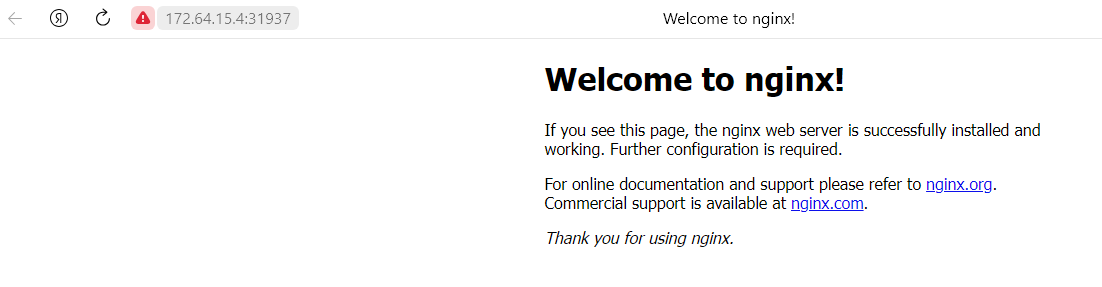 Я 172.64.15.4:31937 Welcome to nginx!
Welcome to nginx!
If you see this page, the nginx web server is successfully installed and
working. Further configuration is required.
For online documentation and support please refer to nginx.org.
Commercial support is available at nginx.com.
Thank you for using nginx.